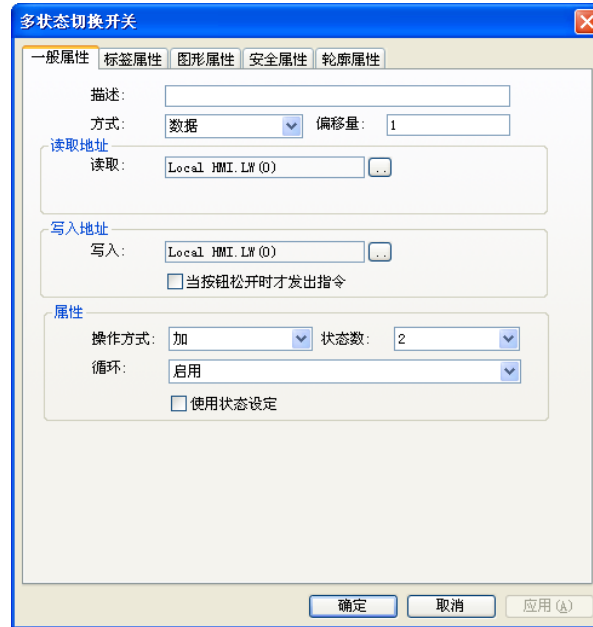 多状态切换开关
一般属性 标签属性 图形属性 安全属性 轮廓属性
描述:
方式: 数据 偏移量: 1
读取地址
读取: Local HMI.LW(0) ..
写入地址
写入: Local HMI.LW(0) ..
当按钮松开时才发出指令
属性
操作方式: 加 状态数: 2
循环: 启用
使用状态设定
确定 取消 应用(A)